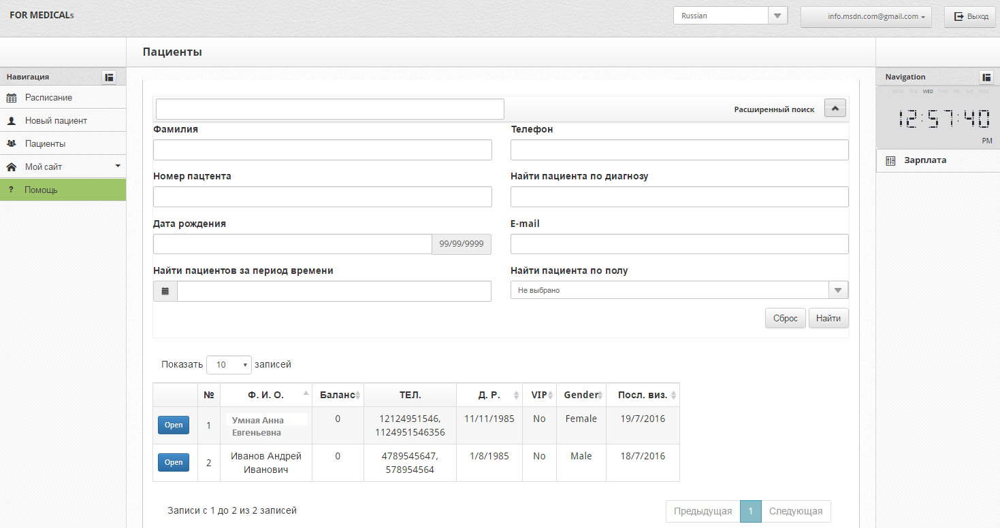 FOR MEDICALs
Russian
info.msdn.com@gmail.com
Выход
Пациенты
Навигация
Расписание
Новый пациент
Пациенты
Мой сайт
? Помощь
Navigation
MON TUE WED THU FRI SAT SUN
12:57:40
PM
Зарплата
Расширенный поиск
Фамилия
Телефон
Номер пацтента
Найти пациента по диагнозу
Дата рождения
E-mail
99/99/9999
Найти пациентов за период времени
Найти пациента по полу
Не выбрано
Сброс
Найти
Показать 10 записей
№ Ф. И. О. Баланс ТЕЛ. Д. Р. VIP Gender Посл. виз.
Open 1 Умная Анна 0 12124951546, 11/11/1985 No Female 19/7/2016
Евгеньевна 1124951546356
Open 2 Иванов Андрей 0 4789545647, 1/8/1985 No Male 18/7/2016
Иванович 578954564
Записи с 1 до 2 из 2 записей
Предыдущая 1 Следующая